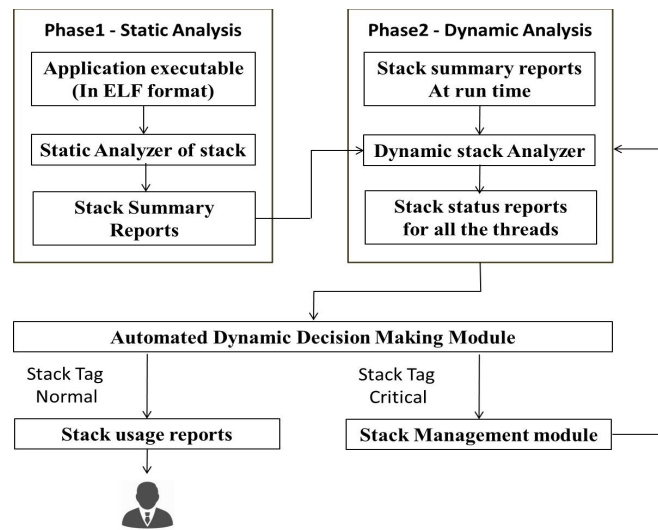 Phase1 - Static Analysis
Application executable
(In ELF format)
Static Analyzer of stack
Stack Summary
Reports
Phase2 - Dynamic Analysis
Stack summary reports
At run time
Dynamic stack Analyzer
Stack status reports
for all the threads
Automated Dynamic Decision Making Module
Stack Tag
Normal
Stack usage reports
Stack Tag
Critical
Stack Management module